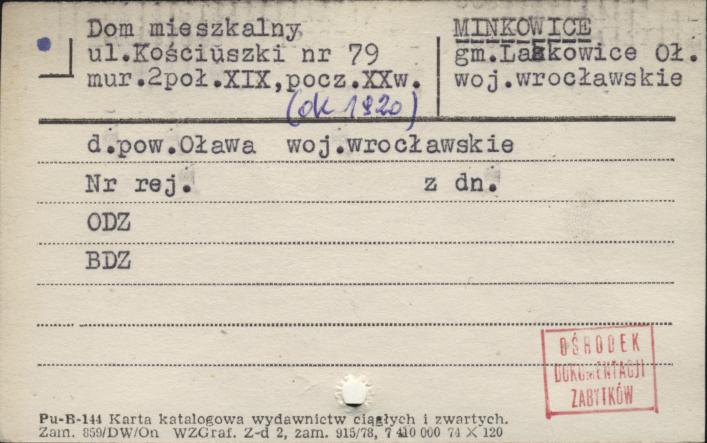 Dom mieszkalny
ul.Kościuszki nr 79
mur.2poł.XIX,pocz.XXw.
(ok 1920)
MINKOWICE
gm.Laskowice Oł.
woj.wrocławskie
d.pow.Oława woj.wrocławskie
Nr rej. z dn.
ODZ
BDZ
OŚRODEK
DOKUMENTACJI
ZABYTKÓW
Pu-B-144 Karta katalogowa wydawnictw ciągłych i zwartych.
Zam. 859/DW/On WZGraf. Z-d 2, zam. 915/78, 7 410 000 74 X 120